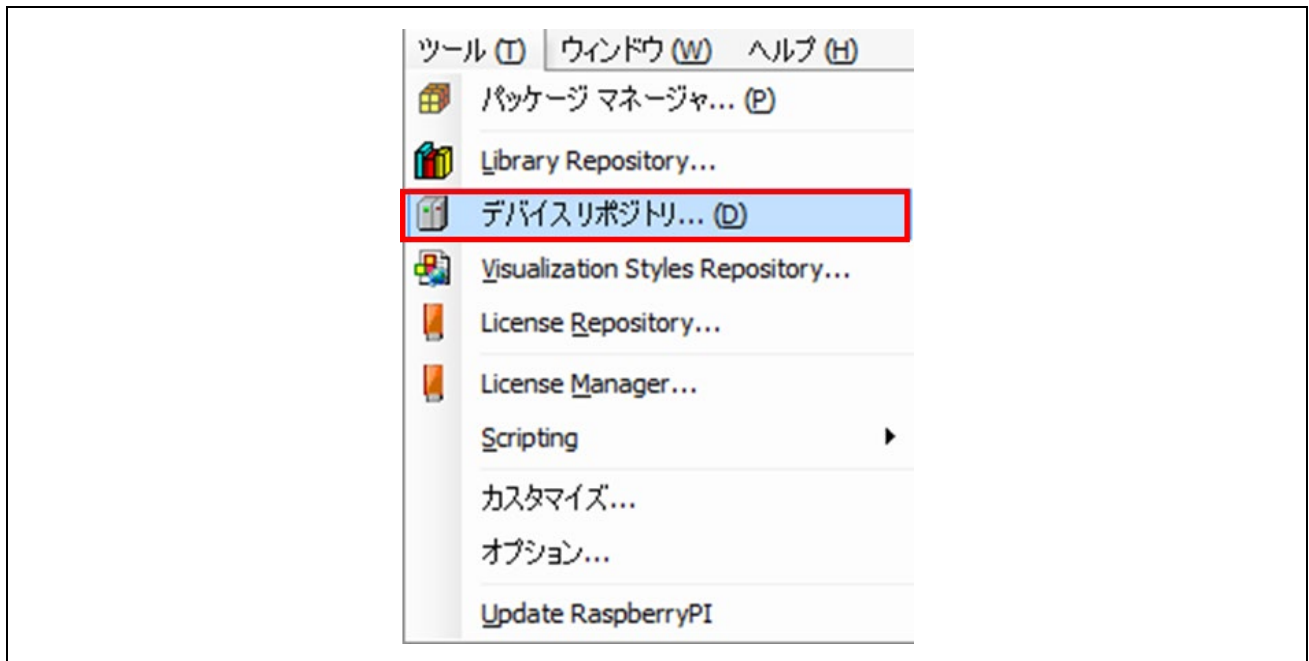 ツール (T) ウィンドウ (W) ヘルプ (H)
パッケージ マネージャ... (P)
Library Repository...
デバイスリポジトリ... (D)
Visualization Styles Repository...
License Repository...
License Manager...
Scripting
カスタマイズ...
オプション...
Update RaspberryPI